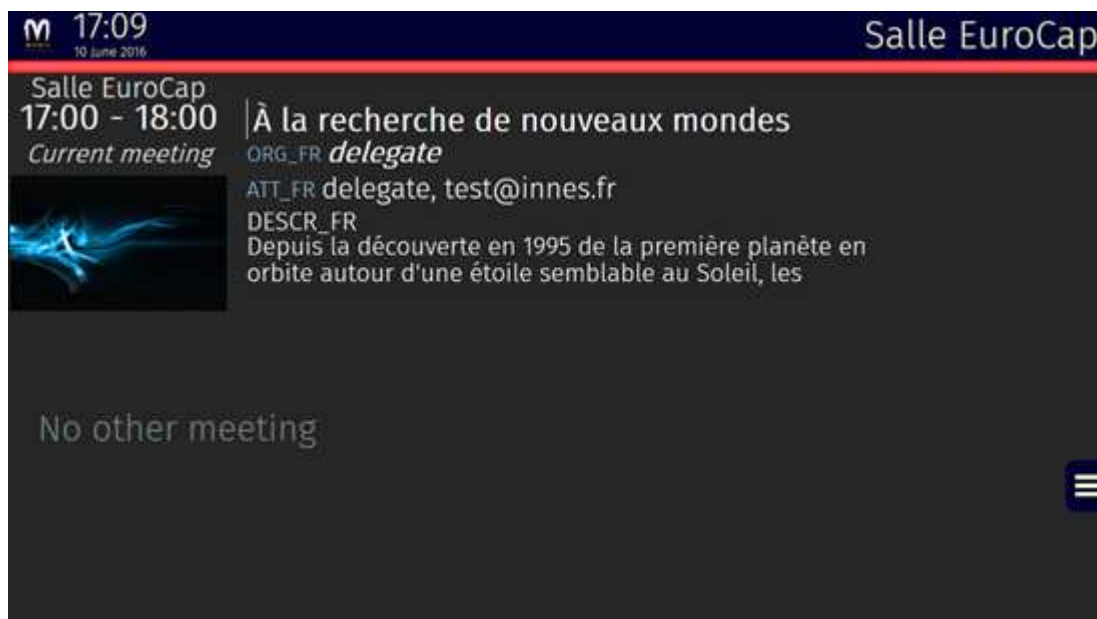 17:09
10 June 2016
Salle EuroCap
Salle EuroCap
17:00 - 18:00
Current meeting
À la recherche de nouveaux mondes
ORG_FR delegate
ATT_FR delegate, test@innes.fr
DESCR_FR
Depuis la découverte en 1995 de la première planète en
orbite autour d'une étoile semblable au Soleil, les
No other meeting